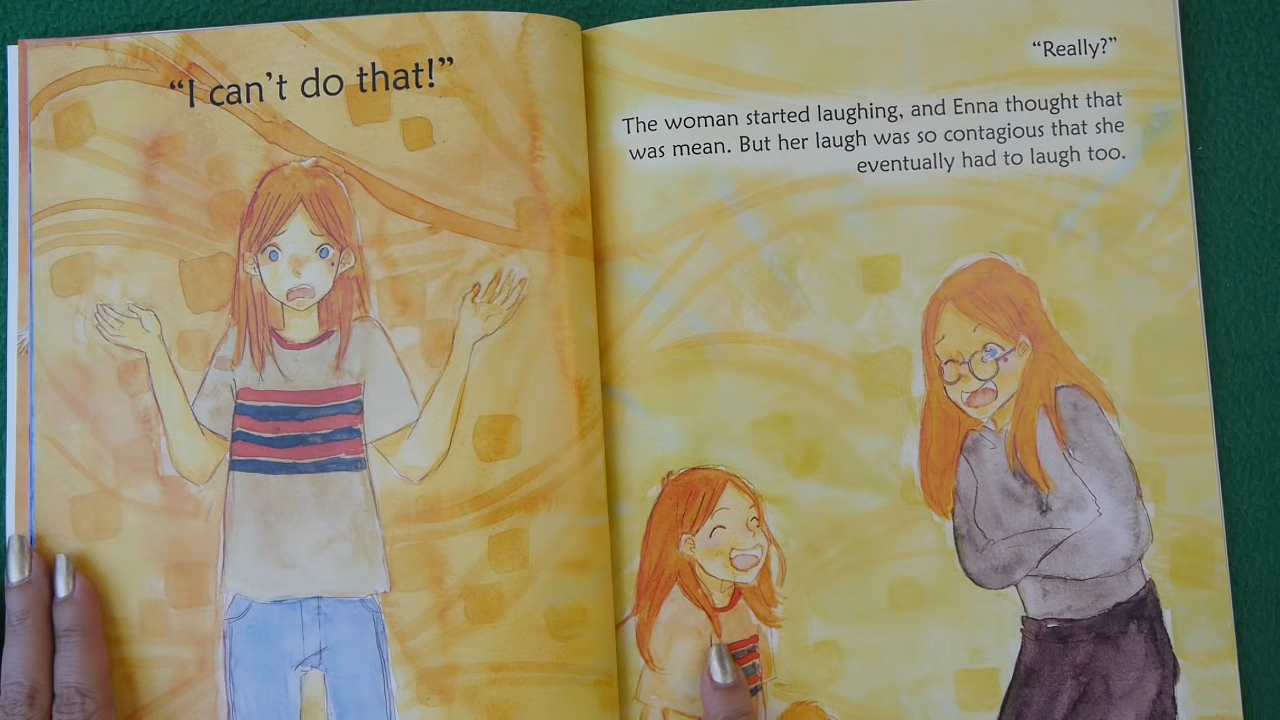 “I can’t do that!”
“Really?”
The woman started laughing, and Enna thought that
was mean. But her laugh was so contagious that she
eventually had to laugh too.